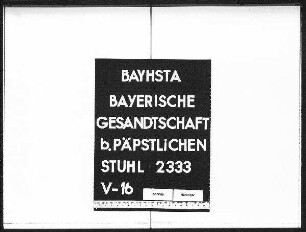 BAYHSTA
BAYERISCHE
GESANDTSCHAFT
b. PÄPSTLICHEN
STUHL 2333
V-16